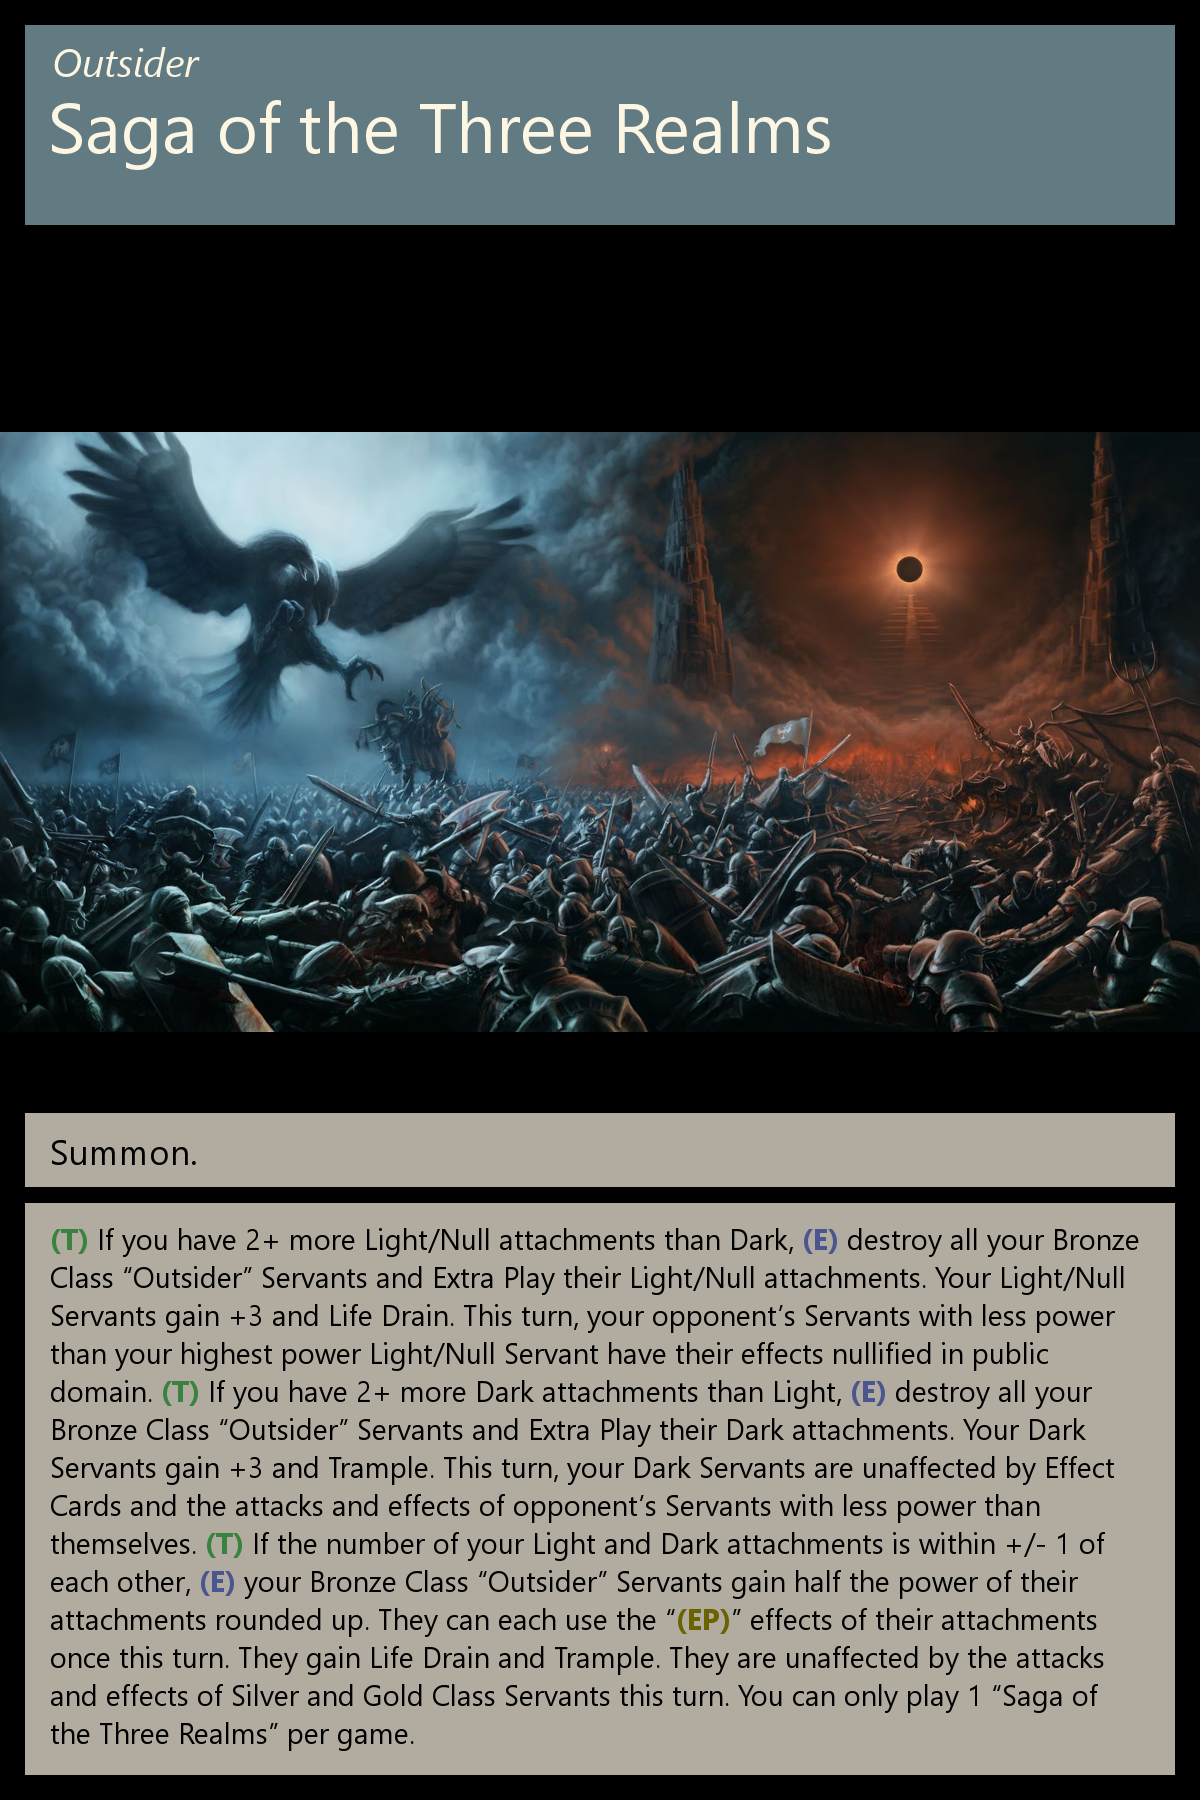 Outsider
Saga of the Three Realms
Summon.
(T) If you have 2+ more Light/Null attachments than Dark, (E) destroy all your Bronze
Class “Outsider” Servants and Extra Play their Light/Null attachments. Your Light/Null
Servants gain +3 and Life Drain. This turn, your opponent’s Servants with less power
than your highest power Light/Null Servant have their effects nullified in public
domain. (T) If you have 2+ more Dark attachments than Light, (E) destroy all your
Bronze Class “Outsider” Servants and Extra Play their Dark attachments. Your Dark
Servants gain +3 and Trample. This turn, your Dark Servants are unaffected by Effect
Cards and the attacks and effects of opponent’s Servants with less power than
themselves. (T) If the number of your Light and Dark attachments is within +/- 1 of
each other, (E) your Bronze Class “Outsider” Servants gain half the power of their
attachments rounded up. They can each use the “(EP)” effects of their attachments
once this turn. They gain Life Drain and Trample. They are unaffected by the attacks
and effects of Silver and Gold Class Servants this turn. You can only play 1 “Saga of
the Three Realms” per game.